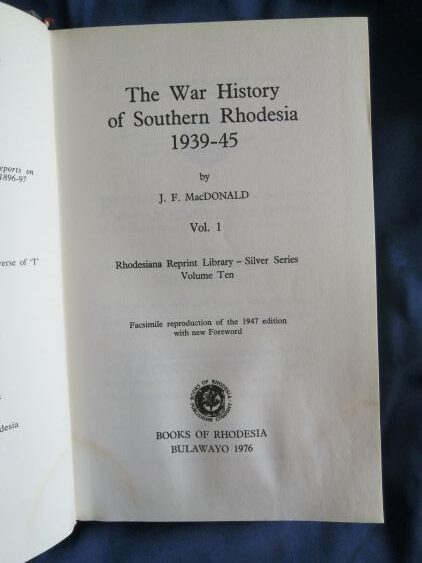 eports on
1896-97
verse of 'T'
desia
The War History
of Southern Rhodesia
1939-45
by
J. F. MacDONALD
Vol. 1
Rhodesiana Reprint Library – Silver Series
Volume Ten
Facsimile reproduction of the 1947 edition
with new Foreword
BOOKS OF RHODESIA
PUBLISHING COMPANY
BOOKS OF RHODESIA
BULAWAYO 1976